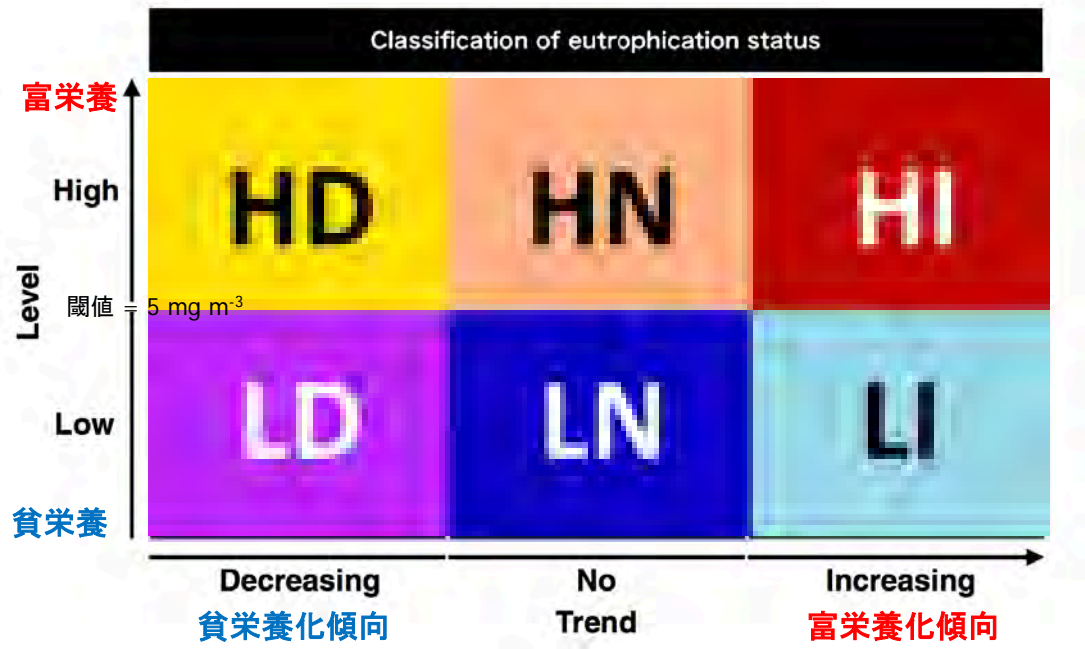 Classification of eutrophication status
富栄養
High
HD
HN
HI
Level
閾値 = 5 mg m-3
Low
LD
LN
LI
貧栄養
Decreasing
No
Increasing
貧栄養化傾向
Trend
富栄養化傾向